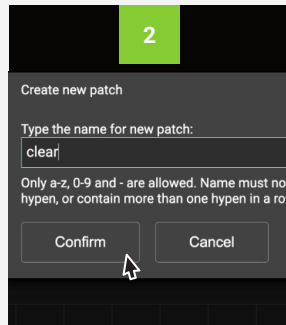 2
Create new patch
Type the name for new patch:
clear
Only a-z, 0-9 and - are allowed. Name must no
hypen, or contain more than one hypen in a ro
Confirm Cancel